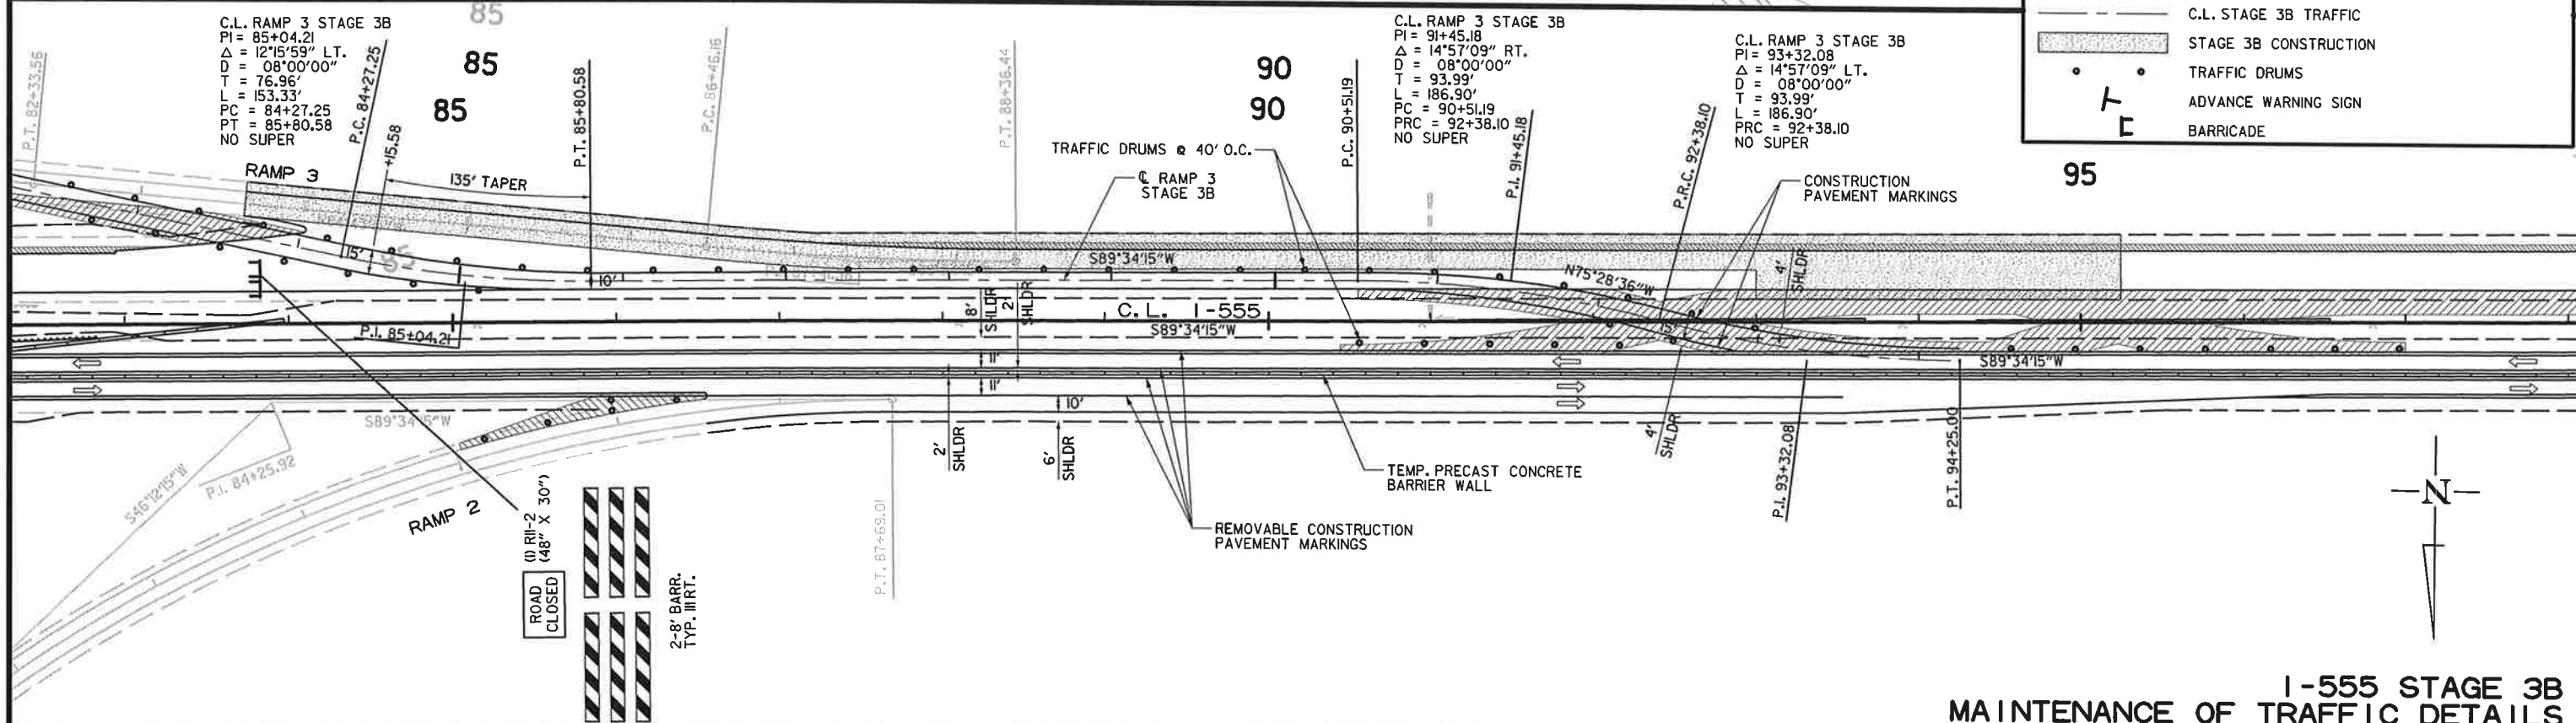 85
C.L. RAMP 3 STAGE 3B
PI = 85+04.21
Δ = 12°15'59" LT.
D = 08°00'00"
T = 76.96'
L = 153.33'
PC = 84+27.25
PT = 85+80.58
NO SUPER
P.T. 82+33.56
P.C. 84+27.25
+15.58
85
85
P.T. 85+80.58
P.C. 86+46.16
P.T. 88+36.44
90
90
C.L. RAMP 3 STAGE 3B
PI = 91+45.18
Δ = 14°57'09" RT.
D = 08°00'00"
T = 93.99'
L = 186.90'
PC = 90+51.19
PRC = 92+38.10
NO SUPER
P.C. 90+51.19
P.I. 91+45.18
P.R.C. 92+38.10
C.L. RAMP 3 STAGE 3B
PI = 93+32.08
Δ = 14°57'09" LT.
D = 08°00'00"
T = 93.99'
L = 186.90'
PRC = 92+38.10
NO SUPER
C.L. STAGE 3B TRAFFIC
STAGE 3B CONSTRUCTION
TRAFFIC DRUMS
ADVANCE WARNING SIGN
BARRICADE
95
RAMP 3
135' TAPER
TRAFFIC DRUMS @ 40' O.C.
℄ RAMP 3
STAGE 3B
CONSTRUCTION
PAVEMENT MARKINGS
15'
85
10'
S89°34'15"W
N75°28'36"W
4'
SHLDR
8'
SHLDR
2'
SHLDR
C.L. I-555
S89°34'15"W
15'
P.I. 85+04.21
11'
11'
S89°34'15"W
10'
S89°34'15"W
2'
SHLDR
6'
SHLDR
4'
SHLDR
P.I. 93+32.08
P.T. 94+25.00
S46°12'15"W
P.I. 84+25.92
RAMP 2
P.T. 87+69.01
TEMP. PRECAST CONCRETE
BARRIER WALL
REMOVABLE CONSTRUCTION
PAVEMENT MARKINGS
N
(1) R11-2
(48" X 30")
ROAD
CLOSED
2-8' BARR.
TYP. III RT.
I-555 STAGE 3B
MAINTENANCE OF TRAFFIC DETAILS